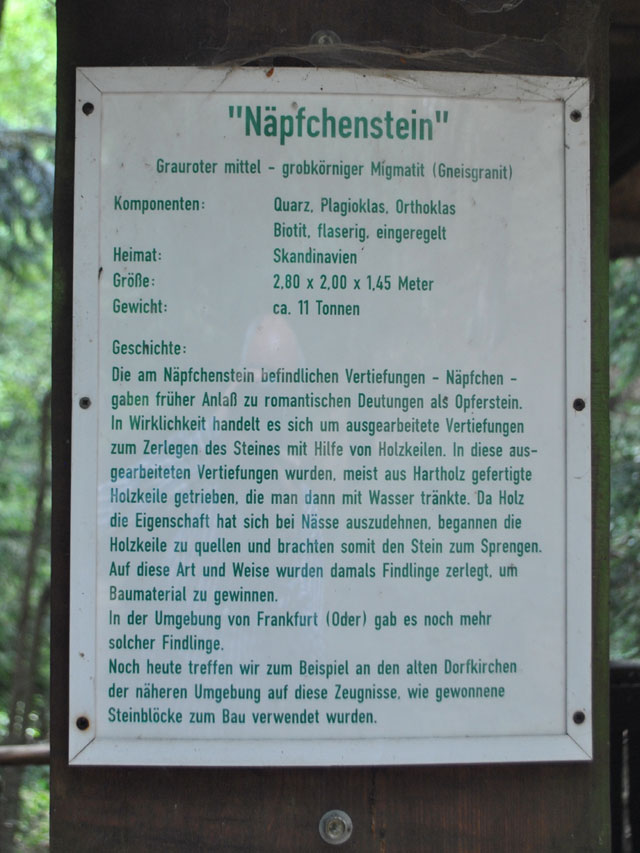 "Näpfchenstein"
Grauroter mittel - grobkörniger Migmatit (Gneisgranit)
Komponenten: Quarz, Plagioklas, Orthoklas
Biotit, flaserig, eingeregelt
Heimat: Skandinavien
Größe: 2,80 x 2,00 x 1,45 Meter
Gewicht: ca. 11 Tonnen
Geschichte:
Die am Näpfchenstein befindlichen Vertiefungen - Näpfchen -
gaben früher Anlaß zu romantischen Deutungen als Opferstein.
In Wirklichkeit handelt es sich um ausgearbeitete Vertiefungen
zum Zerlegen des Steines mit Hilfe von Holzkeilen. In diese aus-
gearbeiteten Vertiefungen wurden, meist aus Hartholz gefertigte
Holzkeile getrieben, die man dann mit Wasser tränkte. Da Holz
die Eigenschaft hat sich bei Nässe auszudehnen, begannen die
Holzkeile zu quellen und brachten somit den Stein zum Sprengen.
Auf diese Art und Weise wurden damals Findlinge zerlegt, um
Baumaterial zu gewinnen.
In der Umgebung von Frankfurt (Oder) gab es noch mehr
solcher Findlinge.
Noch heute treffen wir zum Beispiel an den alten Dorfkirchen
der näheren Umgebung auf diese Zeugnisse, wie gewonnene
Steinblöcke zum Bau verwendet wurden.